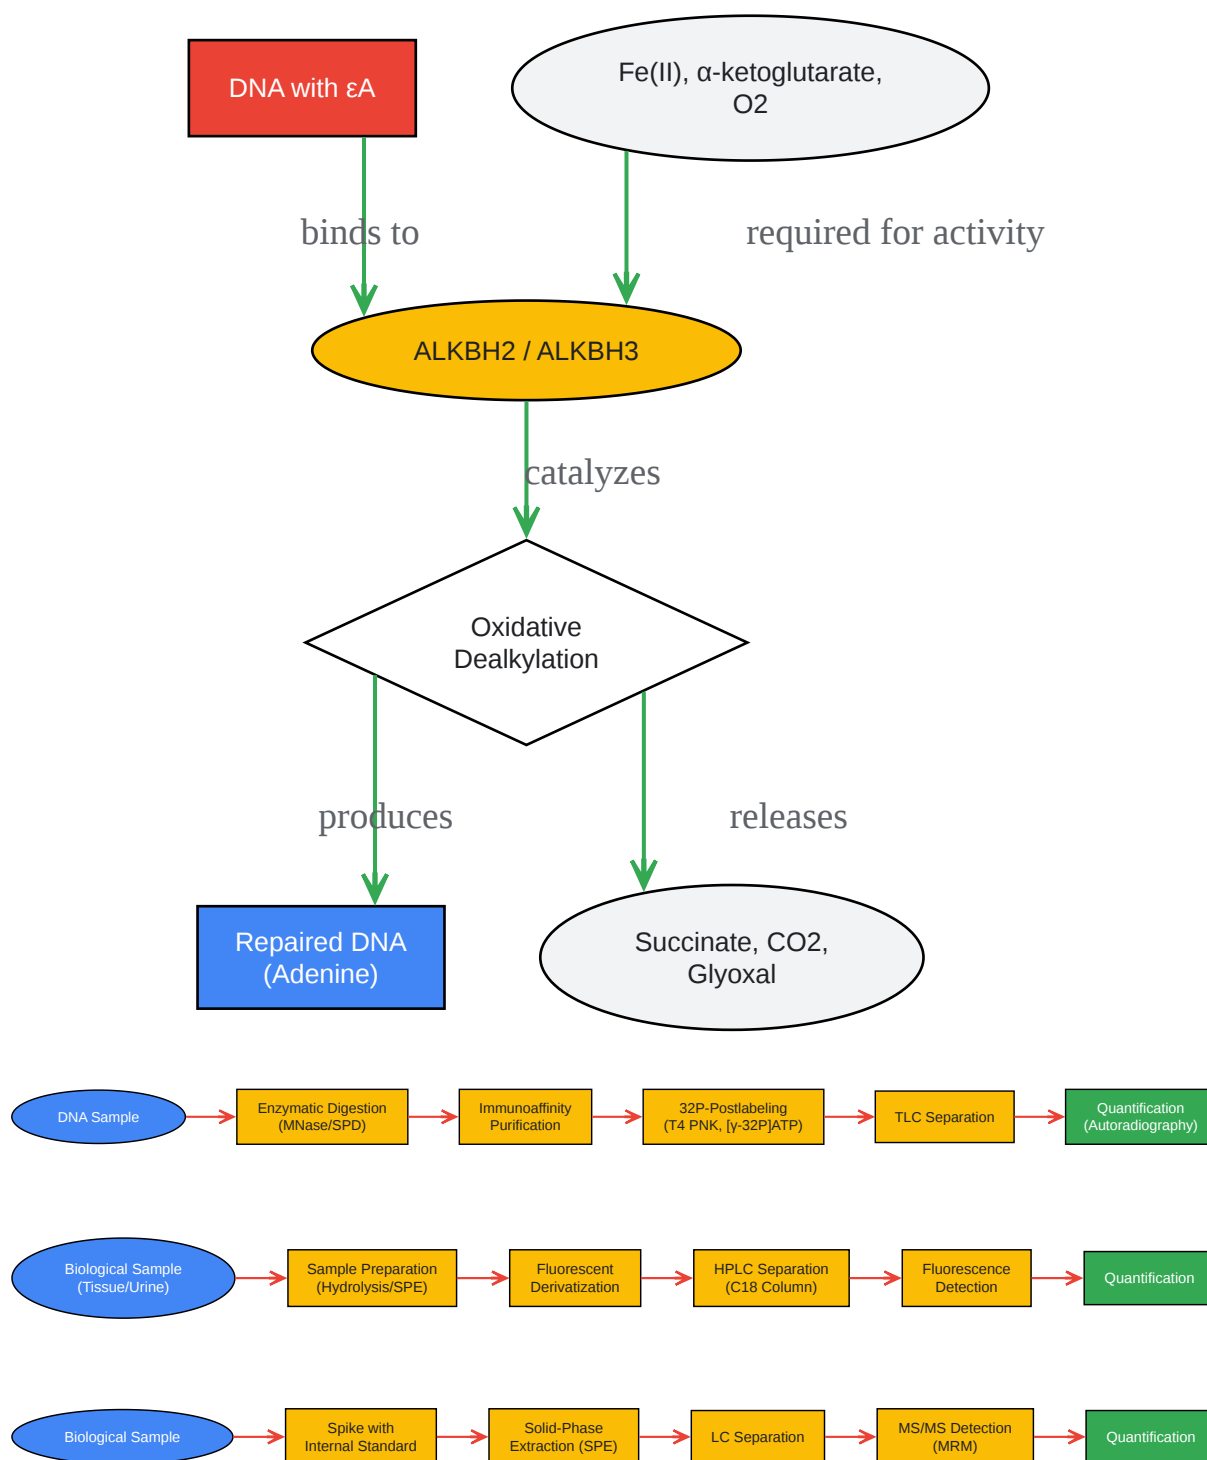 DNA with εA
Fe(II), α-ketoglutarate,
O2
binds to
required for activity
ALKBH2 / ALKBH3
catalyzes
Oxidative
Dealkylation
produces
releases
Repaired DNA
(Adenine)
Succinate, CO2,
Glyoxal
DNA Sample
Enzymatic Digestion
(MNase/SPD)
Immunoaffinity
Purification
32P-Postlabeling
(T4 PNK, [γ-32P]ATP)
TLC Separation
Quantification
(Autoradiography)
Biological Sample
(Tissue/Urine)
Sample Preparation
(Hydrolysis/SPE)
Fluorescent
Derivatization
HPLC Separation
(C18 Column)
Fluorescence
Detection
Quantification
Biological Sample
Spike with
Internal Standard
Solid-Phase
Extraction (SPE)
LC Separation
MS/MS Detection
(MRM)
Quantification